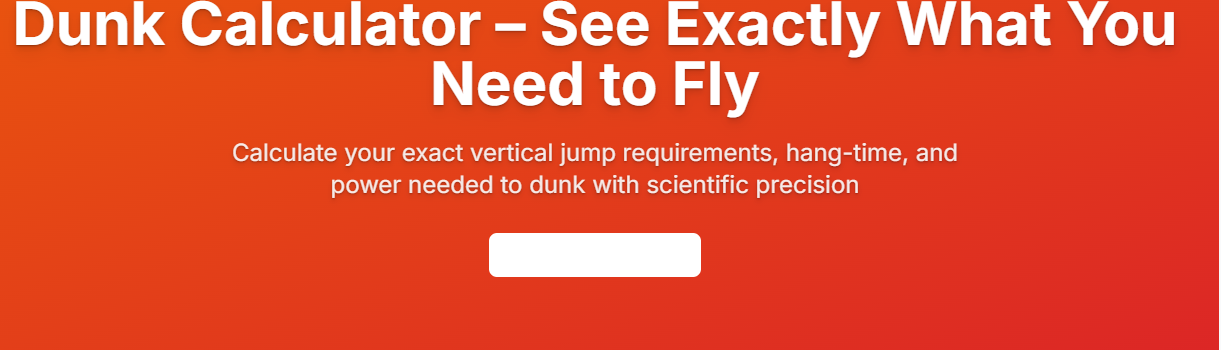 Dunk Calculator – See Exactly What You
Need to Fly
Calculate your exact vertical jump requirements, hang-time, and
power needed to dunk with scientific precision